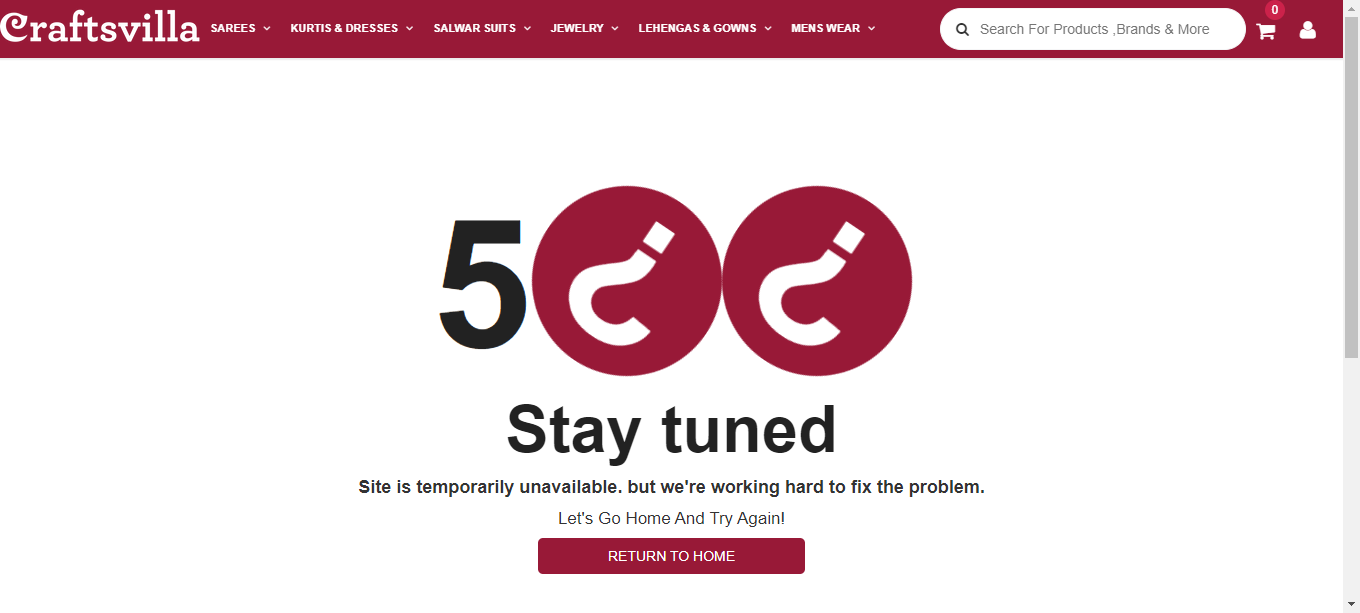 Craftsvilla SAREES KURTIS & DRESSES SALWAR SUITS JEWELRY LEHENGAS & GOWNS MENS WEAR Search For Products ,Brands & More 0
5
Stay tuned
Site is temporarily unavailable. but we're working hard to fix the problem.
Let's Go Home And Try Again!
RETURN TO HOME